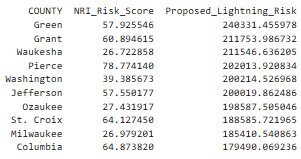 COUNTY NRI_Risk_Score Proposed_Lightning_Risk
Green 57.925546 240331.455978
Grant 60.894615 211753.986732
Waukesha 26.722858 211546.636205
Pierce 78.774140 202013.920834
Washington 39.385673 200214.526968
Jefferson 57.550177 200019.862486
Ozaukee 27.431917 198587.505046
St. Croix 64.127450 188585.721965
Milwaukee 26.979201 185410.540863
Columbia 64.873820 179490.069236